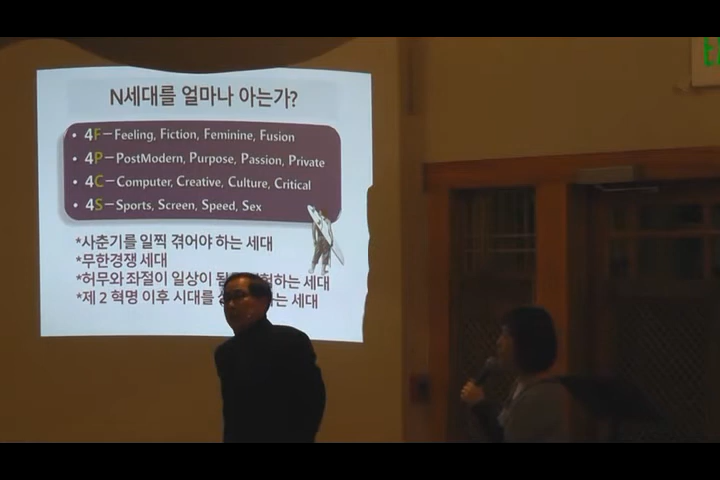 N세대를 얼마나 아는가?
• 4F–Feeling, Fiction, Feminine, Fusion
• 4P–PostModern, Purpose, Passion, Private
• 4C–Computer, Creative, Culture, Critical
• 4S–Sports, Screen, Speed, Sex
*사춘기를 일찍 겪어야 하는 세대
*무한경쟁 세대
*허무와 좌절이 일상이 하는 세대
*제 2 혁명 이후 시대를 세대